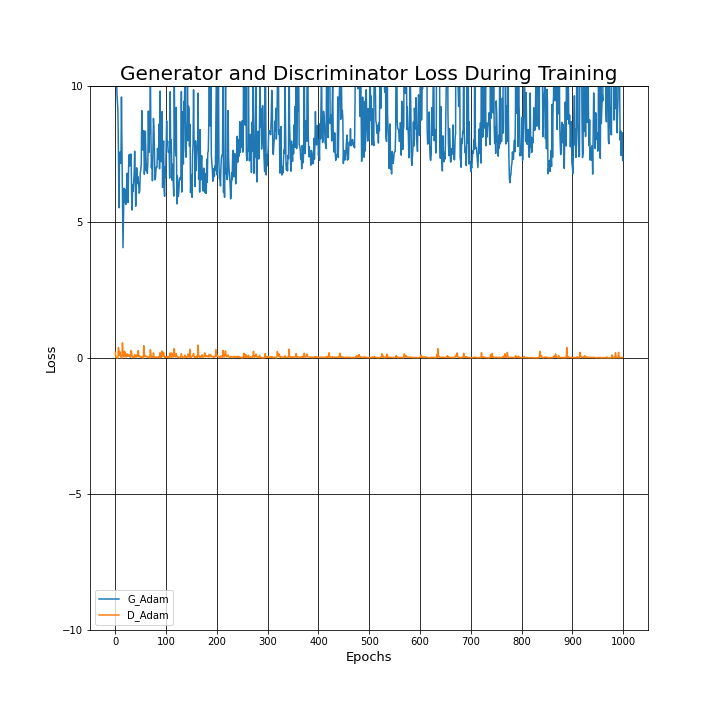 Generator and Discriminator Loss During Training
10
5
0
−5
−10
Loss
G_Adam
D_Adam
0 100 200 300 400 500 600 700 800 900 1000
Epochs